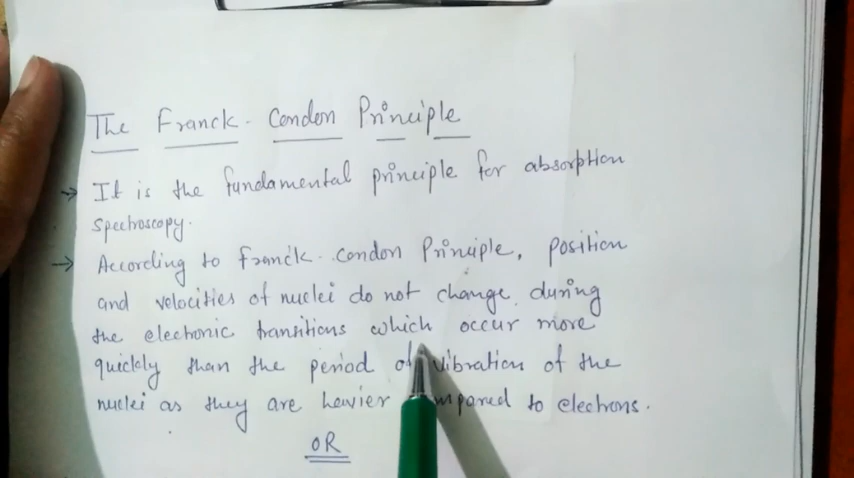 The Franck-Condon Principle
→ It is the fundamental principle for absorption
spectroscopy.
→ According to Franck-Condon Principle, position
and velocities of nuclei do not change during
the electronic transitions which occur more
quickly than the period of vibration of the
nuclei as they are heavier to electrons.
OR